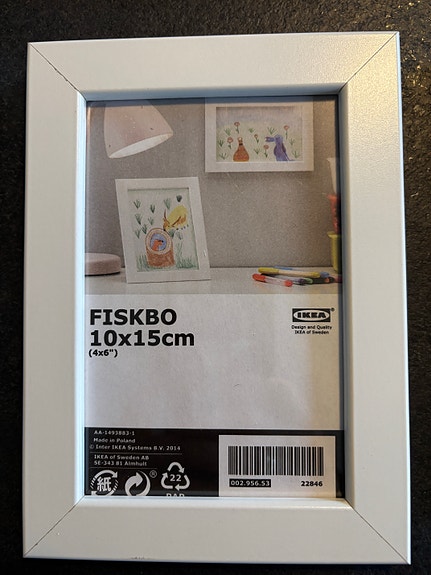 FISKBO
10x15cm
(4x6")
IKEA
Design and Quality
IKEA of Sweden
AA-1493883-1
Made in Poland
© Inter IKEA Systems B.V. 2014
IKEA of Sweden AB
SE-343 81 Älmhult
紙
®
22
PAP
002.956.53
22846